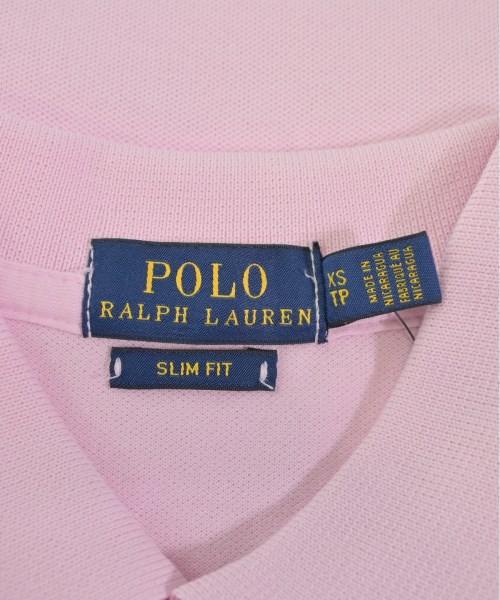 POLO
RALPH LAUREN
SLIM FIT
XS
TP
MADE IN
NICARAGUA
FABRIQUÉ AU
NICARAGUA